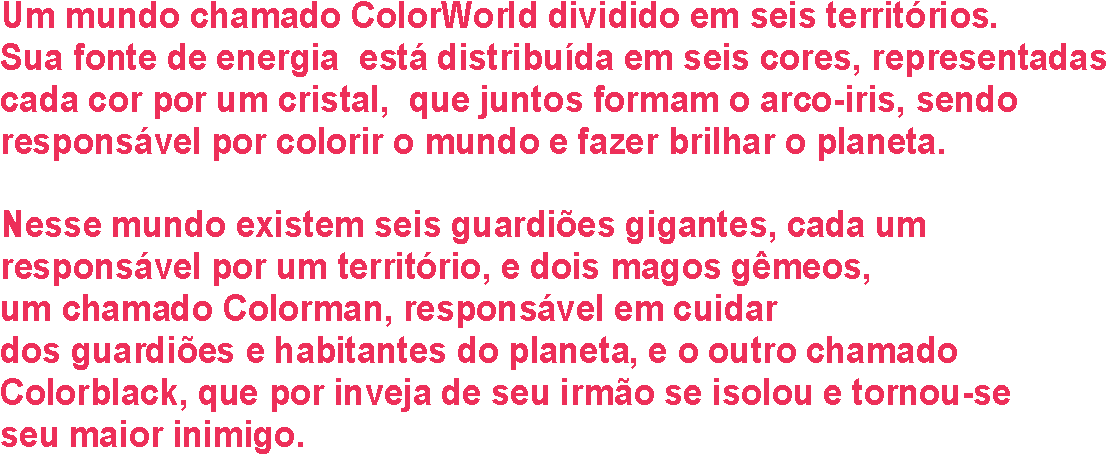 Um mundo chamado ColorWorld dividido em seis territórios.
Sua fonte de energia  está distribuída em seis cores, representadas
cada cor por um cristal,  que juntos formam o arco-iris, sendo
responsável por colorir o mundo e fazer brilhar o planeta.
Nesse mundo existem seis guardiões gigantes, cada um
responsável por um território, e dois magos gêmeos,
um chamado Colorman, responsável em cuidar
dos guardiões e habitantes do planeta, e o outro chamado
Colorblack, que por inveja de seu irmão se isolou e tornou-se
seu maior inimigo.